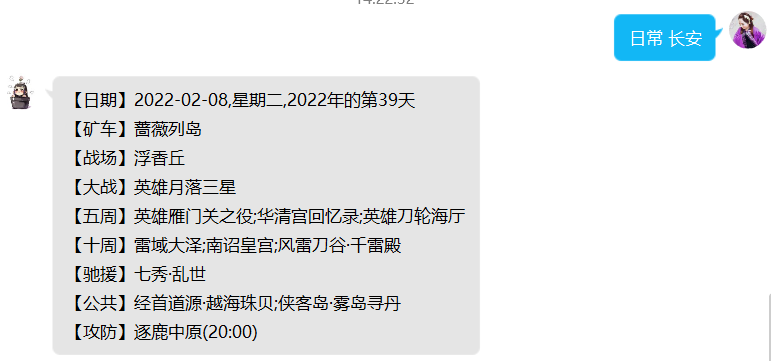 日常 长安
【日期】2022-02-08,星期二,2022年的第39天
【矿车】蔷薇列岛
【战场】浮香丘
【大战】英雄月落三星
【五周】英雄雁门关之役;华清宫回忆录;英雄刀轮海厅
【十周】雷域大泽;南诏皇宫;风雷刀谷·千雷殿
【驰援】七秀·乱世
【公共】经首道源·越海珠贝;侠客岛·雾岛寻丹
【攻防】逐鹿中原(20:00)